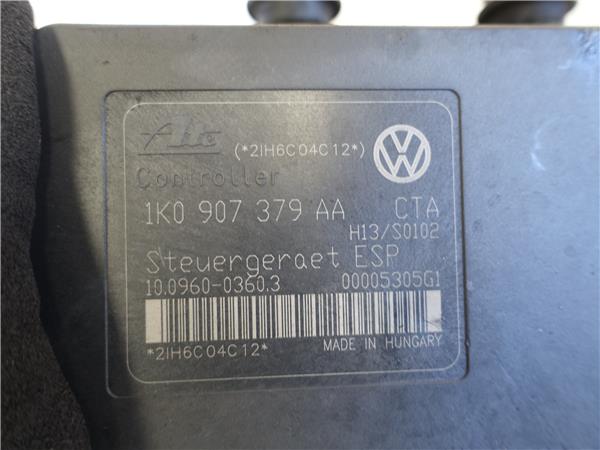 Ate (*2IH6C04C12*)
Controller
1K0 907 379 AA CTA
H13/S0102
Steuergeraet ESP
10.0960-0360.3 00005305G1
*2IH6C04C12* MADE IN HUNGARY